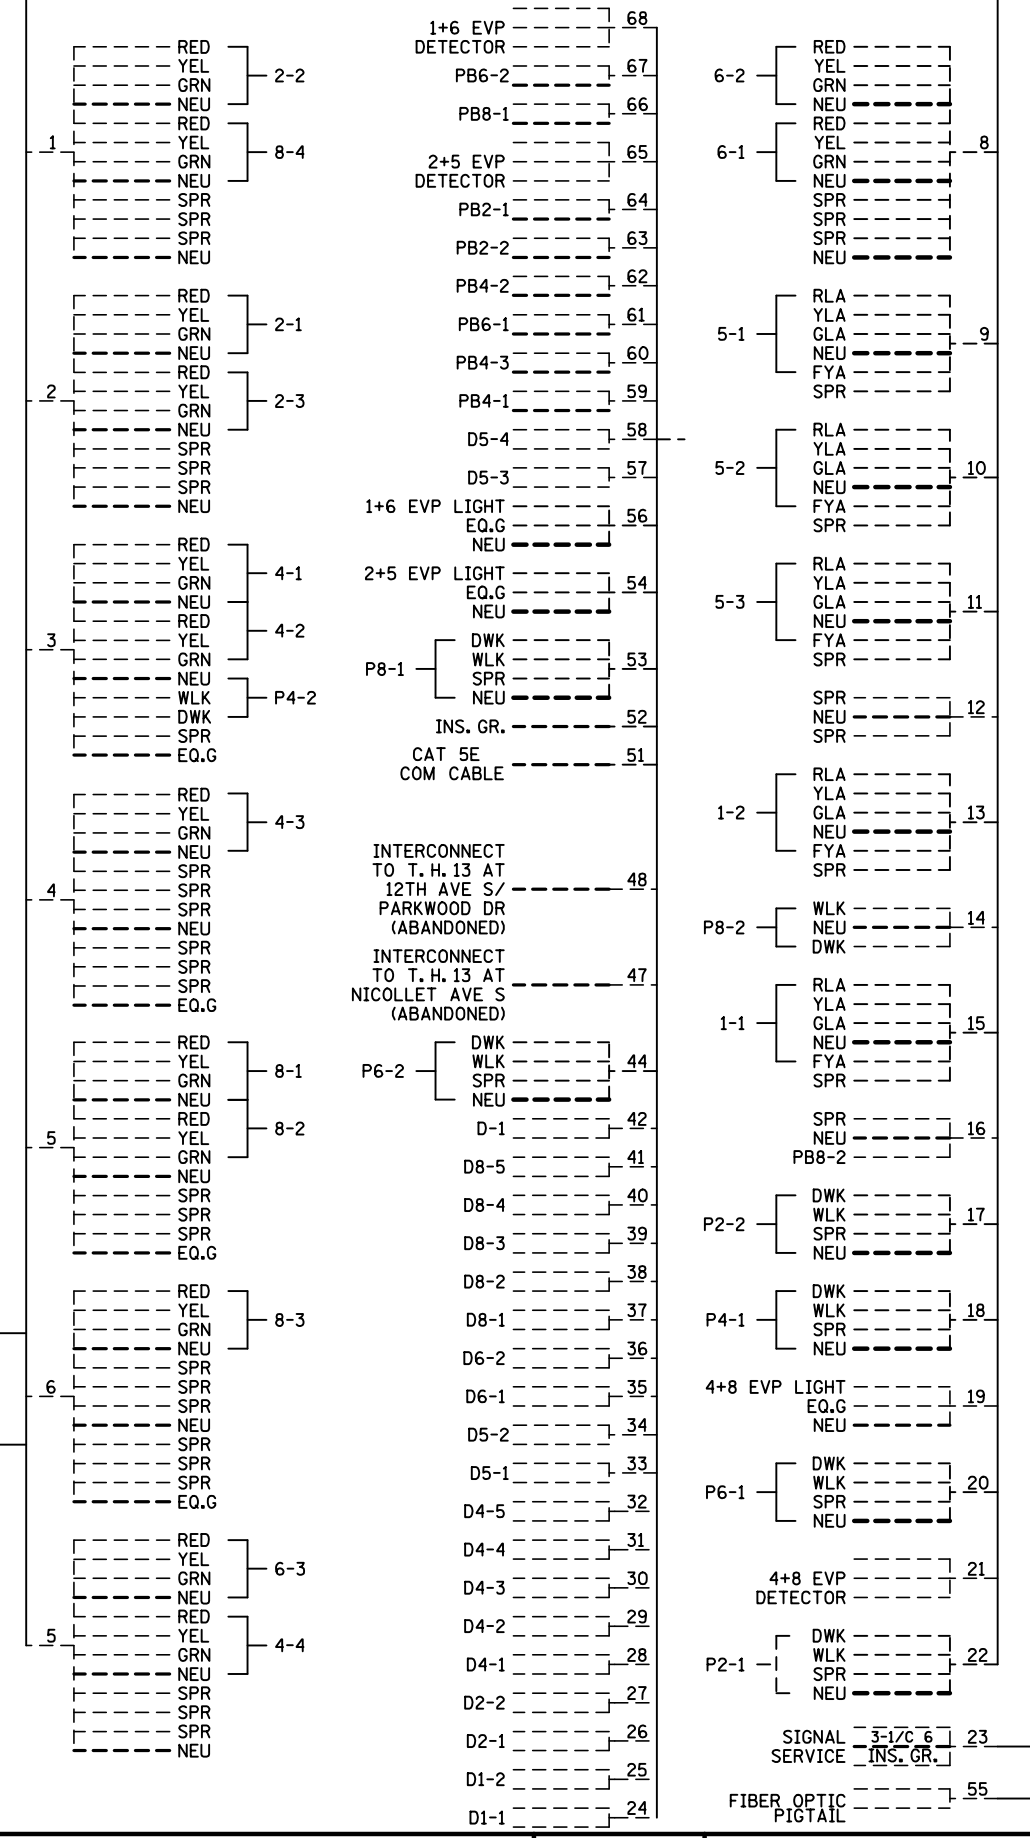 RED
YEL
GRN
NEU
2-2
RED
YEL
GRN
NEU
8-4
SPR
SPR
SPR
NEU
1
RED
YEL
GRN
NEU
2-1
RED
YEL
GRN
NEU
2-3
SPR
SPR
SPR
NEU
2
RED
YEL
GRN
NEU
4-1
RED
YEL
GRN
4-2
NEU
WLK
DWK
P4-2
SPR
EQ.G
3
RED
YEL
GRN
NEU
4-3
SPR
SPR
SPR
NEU
SPR
SPR
SPR
EQ.G
4
RED
YEL
GRN
NEU
8-1
RED
YEL
GRN
8-2
NEU
SPR
SPR
SPR
EQ.G
5
RED
YEL
GRN
NEU
8-3
SPR
SPR
SPR
NEU
SPR
SPR
SPR
EQ.G
6
RED
YEL
GRN
NEU
6-3
RED
YEL
GRN
NEU
4-4
SPR
SPR
SPR
NEU
5
1+6 EVP
DETECTOR
68
PB6-2 67
PB8-1 66
2+5 EVP
DETECTOR
65
PB2-1 64
PB2-2 63
PB4-2 62
PB6-1 61
PB4-3 60
PB4-1 59
D5-4 58
D5-3 57
1+6 EVP LIGHT
EQ.G
NEU
56
2+5 EVP LIGHT
EQ.G
NEU
54
P8-1
DWK
WLK
SPR
NEU
53
INS. GR. 52
CAT 5E
COM CABLE
51
INTERCONNECT
TO T.H.13 AT
12TH AVE S/
PARKWOOD DR
(ABANDONED)
48
INTERCONNECT
TO T.H.13 AT
NICOLLET AVE S
(ABANDONED)
47
P6-2
DWK
WLK
SPR
NEU
44
D-1 42
D8-5 41
D8-4 40
D8-3 39
D8-2 38
D8-1 37
D6-2 36
D6-1 35
D5-2 34
D5-1 33
D4-5 32
D4-4 31
D4-3 30
D4-2 29
D4-1 28
D2-2 27
D2-1 26
D1-2 25
D1-1 24
6-2
RED
YEL
GRN
NEU
6-1
RED
YEL
GRN
NEU
SPR
SPR
SPR
NEU
8
5-1
RLA
YLA
GLA
NEU
FYA
SPR
9
5-2
RLA
YLA
GLA
NEU
FYA
SPR
10
5-3
RLA
YLA
GLA
NEU
FYA
SPR
11
SPR
NEU
SPR
12
1-2
RLA
YLA
GLA
NEU
FYA
SPR
13
P8-2
WLK
NEU
DWK
14
1-1
RLA
YLA
GLA
NEU
FYA
SPR
15
SPR
NEU
PB8-2
16
P2-2
DWK
WLK
SPR
NEU
17
P4-1
DWK
WLK
SPR
NEU
18
4+8 EVP LIGHT
EQ.G
NEU
19
P6-1
DWK
WLK
SPR
NEU
20
4+8 EVP
DETECTOR
21
P2-1
DWK
WLK
SPR
NEU
22
SIGNAL
SERVICE
3-1/C 6
INS. GR.
23
FIBER OPTIC
PIGTAIL
55